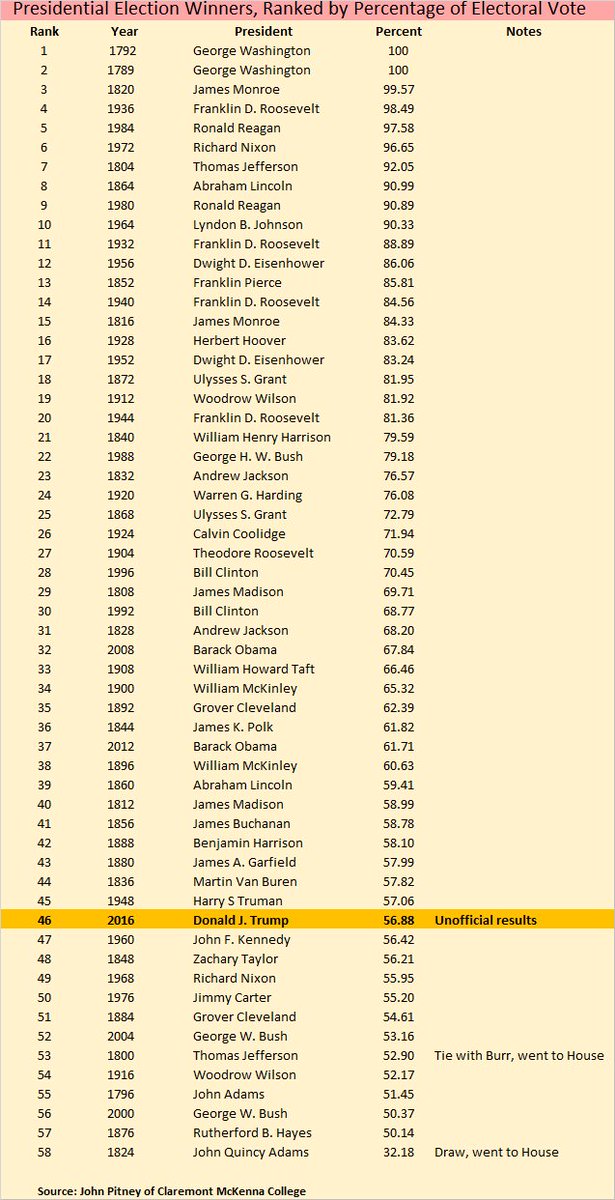 Presidential Election Winners, Ranked by Percentage of Electoral Vote
Rank Year President Percent Notes
1 1792 George Washington 100
2 1789 George Washington 100
3 1820 James Monroe 99.57
4 1936 Franklin D. Roosevelt 98.49
5 1984 Ronald Reagan 97.58
6 1972 Richard Nixon 96.65
7 1804 Thomas Jefferson 92.05
8 1864 Abraham Lincoln 90.99
9 1980 Ronald Reagan 90.89
10 1964 Lyndon B. Johnson 90.33
11 1932 Franklin D. Roosevelt 88.89
12 1956 Dwight D. Eisenhower 86.06
13 1852 Franklin Pierce 85.81
14 1940 Franklin D. Roosevelt 84.56
15 1816 James Monroe 84.33
16 1928 Herbert Hoover 83.62
17 1952 Dwight D. Eisenhower 83.24
18 1872 Ulysses S. Grant 81.95
19 1912 Woodrow Wilson 81.92
20 1944 Franklin D. Roosevelt 81.36
21 1840 William Henry Harrison 79.59
22 1988 George H. W. Bush 79.18
23 1832 Andrew Jackson 76.57
24 1920 Warren G. Harding 76.08
25 1868 Ulysses S. Grant 72.79
26 1924 Calvin Coolidge 71.94
27 1904 Theodore Roosevelt 70.59
28 1996 Bill Clinton 70.45
29 1808 James Madison 69.71
30 1992 Bill Clinton 68.77
31 1828 Andrew Jackson 68.20
32 2008 Barack Obama 67.84
33 1908 William Howard Taft 66.46
34 1900 William McKinley 65.32
35 1892 Grover Cleveland 62.39
36 1844 James K. Polk 61.82
37 2012 Barack Obama 61.71
38 1896 William McKinley 60.63
39 1860 Abraham Lincoln 59.41
40 1812 James Madison 58.99
41 1856 James Buchanan 58.78
42 1888 Benjamin Harrison 58.10
43 1880 James A. Garfield 57.99
44 1836 Martin Van Buren 57.82
45 1948 Harry S Truman 57.06
46 2016 Donald J. Trump 56.88 Unofficial results
47 1960 John F. Kennedy 56.42
48 1848 Zachary Taylor 56.21
49 1968 Richard Nixon 55.95
50 1976 Jimmy Carter 55.20
51 1884 Grover Cleveland 54.61
52 2004 George W. Bush 53.16
53 1800 Thomas Jefferson 52.90 Tie with Burr, went to House
54 1916 Woodrow Wilson 52.17
55 1796 John Adams 51.45
56 2000 George W. Bush 50.37
57 1876 Rutherford B. Hayes 50.14
58 1824 John Quincy Adams 32.18 Draw, went to House
Source: John Pitney of Claremont McKenna College